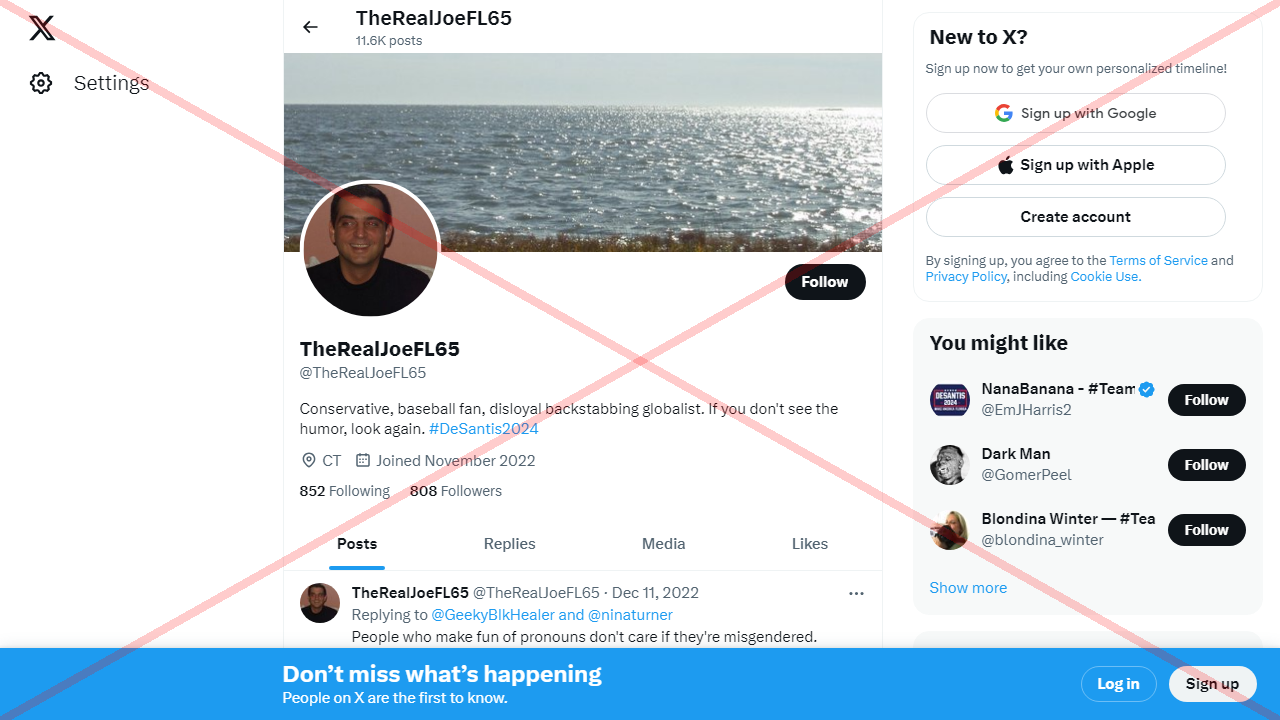 TheRealJoeFL65
11.6K posts
Settings
New to X?
Sign up now to get your own personalized timeline!
Sign up with Google
Sign up with Apple
Create account
By signing up, you agree to the Terms of Service and
Privacy Policy, including Cookie Use.
Follow
TheRealJoeFL65
@TheRealJoeFL65
Conservative, baseball fan, disloyal backstabbing globalist. If you don't see the
humor, look again. #DeSantis2024
CT Joined November 2022
852 Following 808 Followers
Posts Replies Media Likes
TheRealJoeFL65 @TheRealJoeFL65 · Dec 11, 2022
Replying to @GeekyBlkHealer and @ninaturner
People who make fun of pronouns don't care if they're misgendered.
You might like
DESANTIS
2024
NanaBanana - #Team
@EmJHarris2
Follow
Dark Man
@GomerPeel
Follow
Blondina Winter — #Tea
@blondina_winter
Follow
Show more
Don’t miss what’s happening
People on X are the first to know.
Log in
Sign up